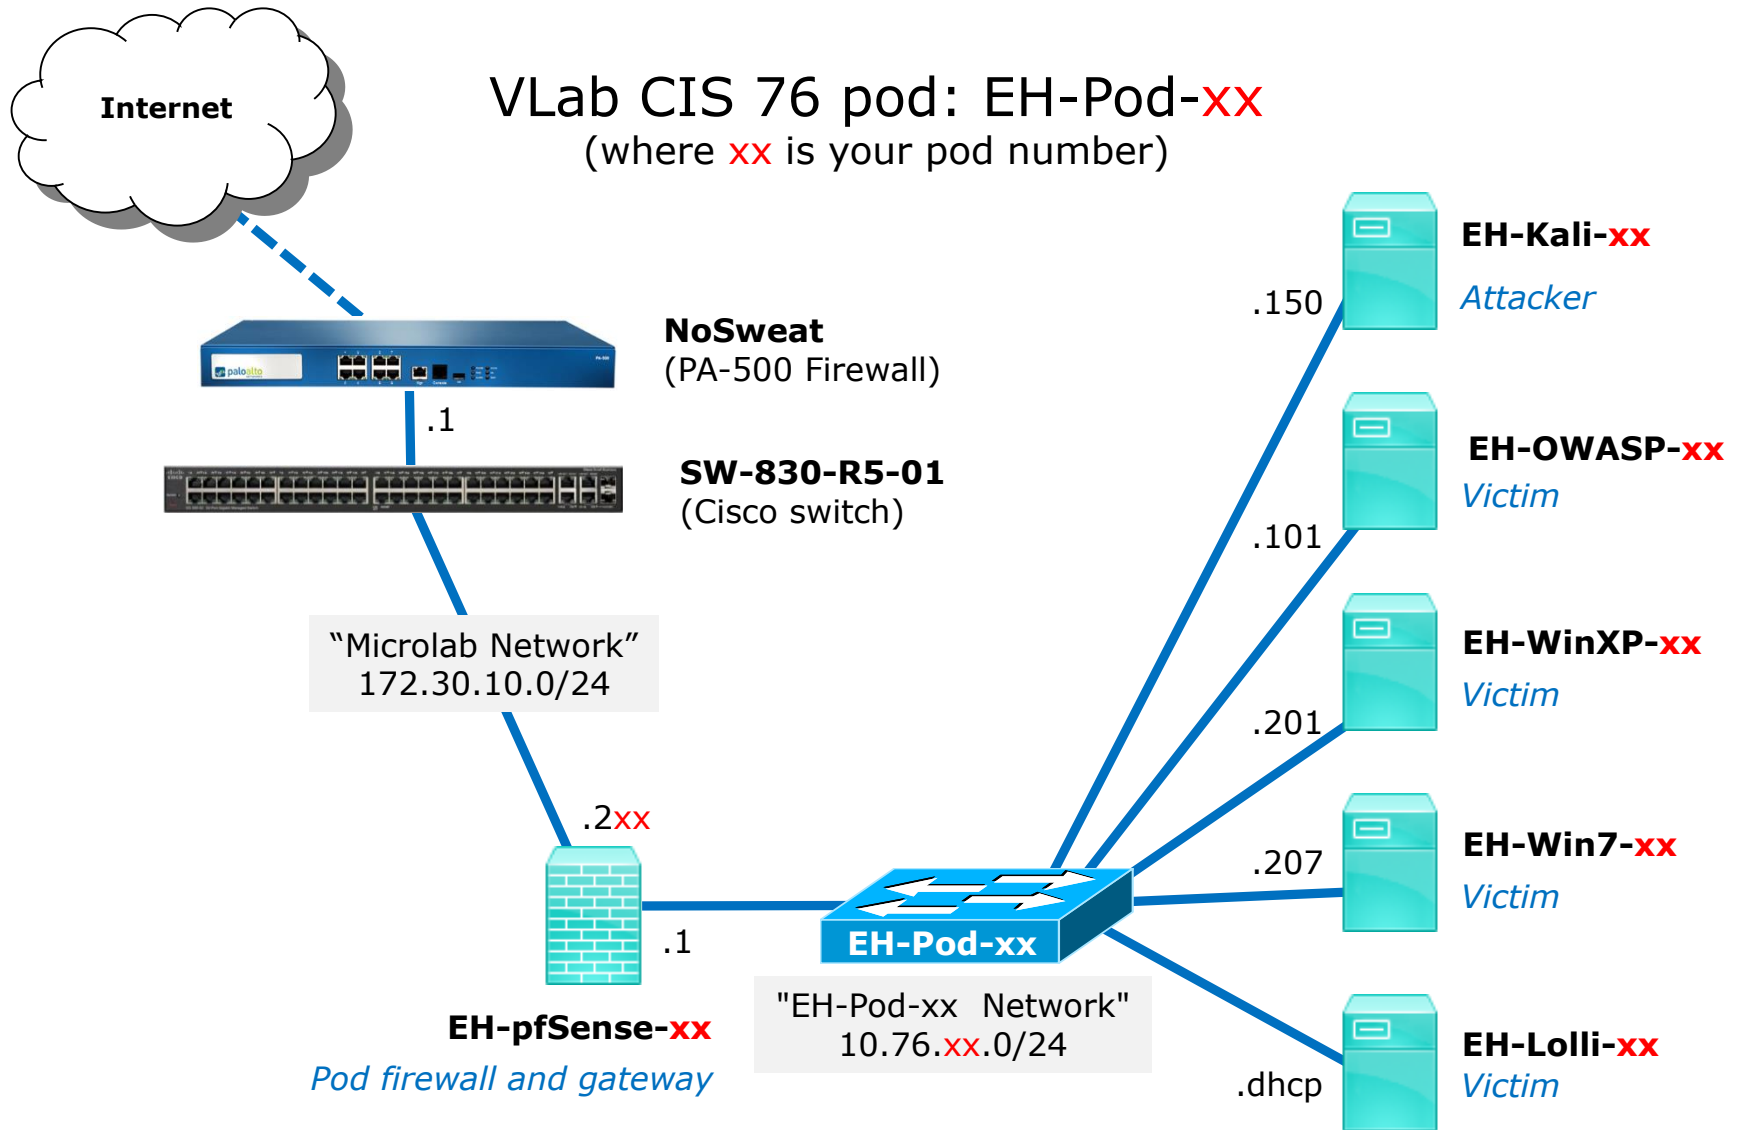 Internet
VLab CIS 76 pod: EH-Pod-xx
(where xx is your pod number)
EH-Kali-xx
Attacker
.150
NoSweat
(PA-500 Firewall)
paloalto
PA-500
.1
EH-OWASP-xx
Victim
SW-830-R5-01
(Cisco switch)
.101
"Microlab Network"
172.30.10.0/24
EH-WinXP-xx
Victim
.201
.2xx
EH-Win7-xx
Victim
.207
.1
EH-Pod-xx
"EH-Pod-xx  Network"
10.76.xx.0/24
EH-pfSense-xx
Pod firewall and gateway
EH-Lolli-xx
Victim
.dhcp